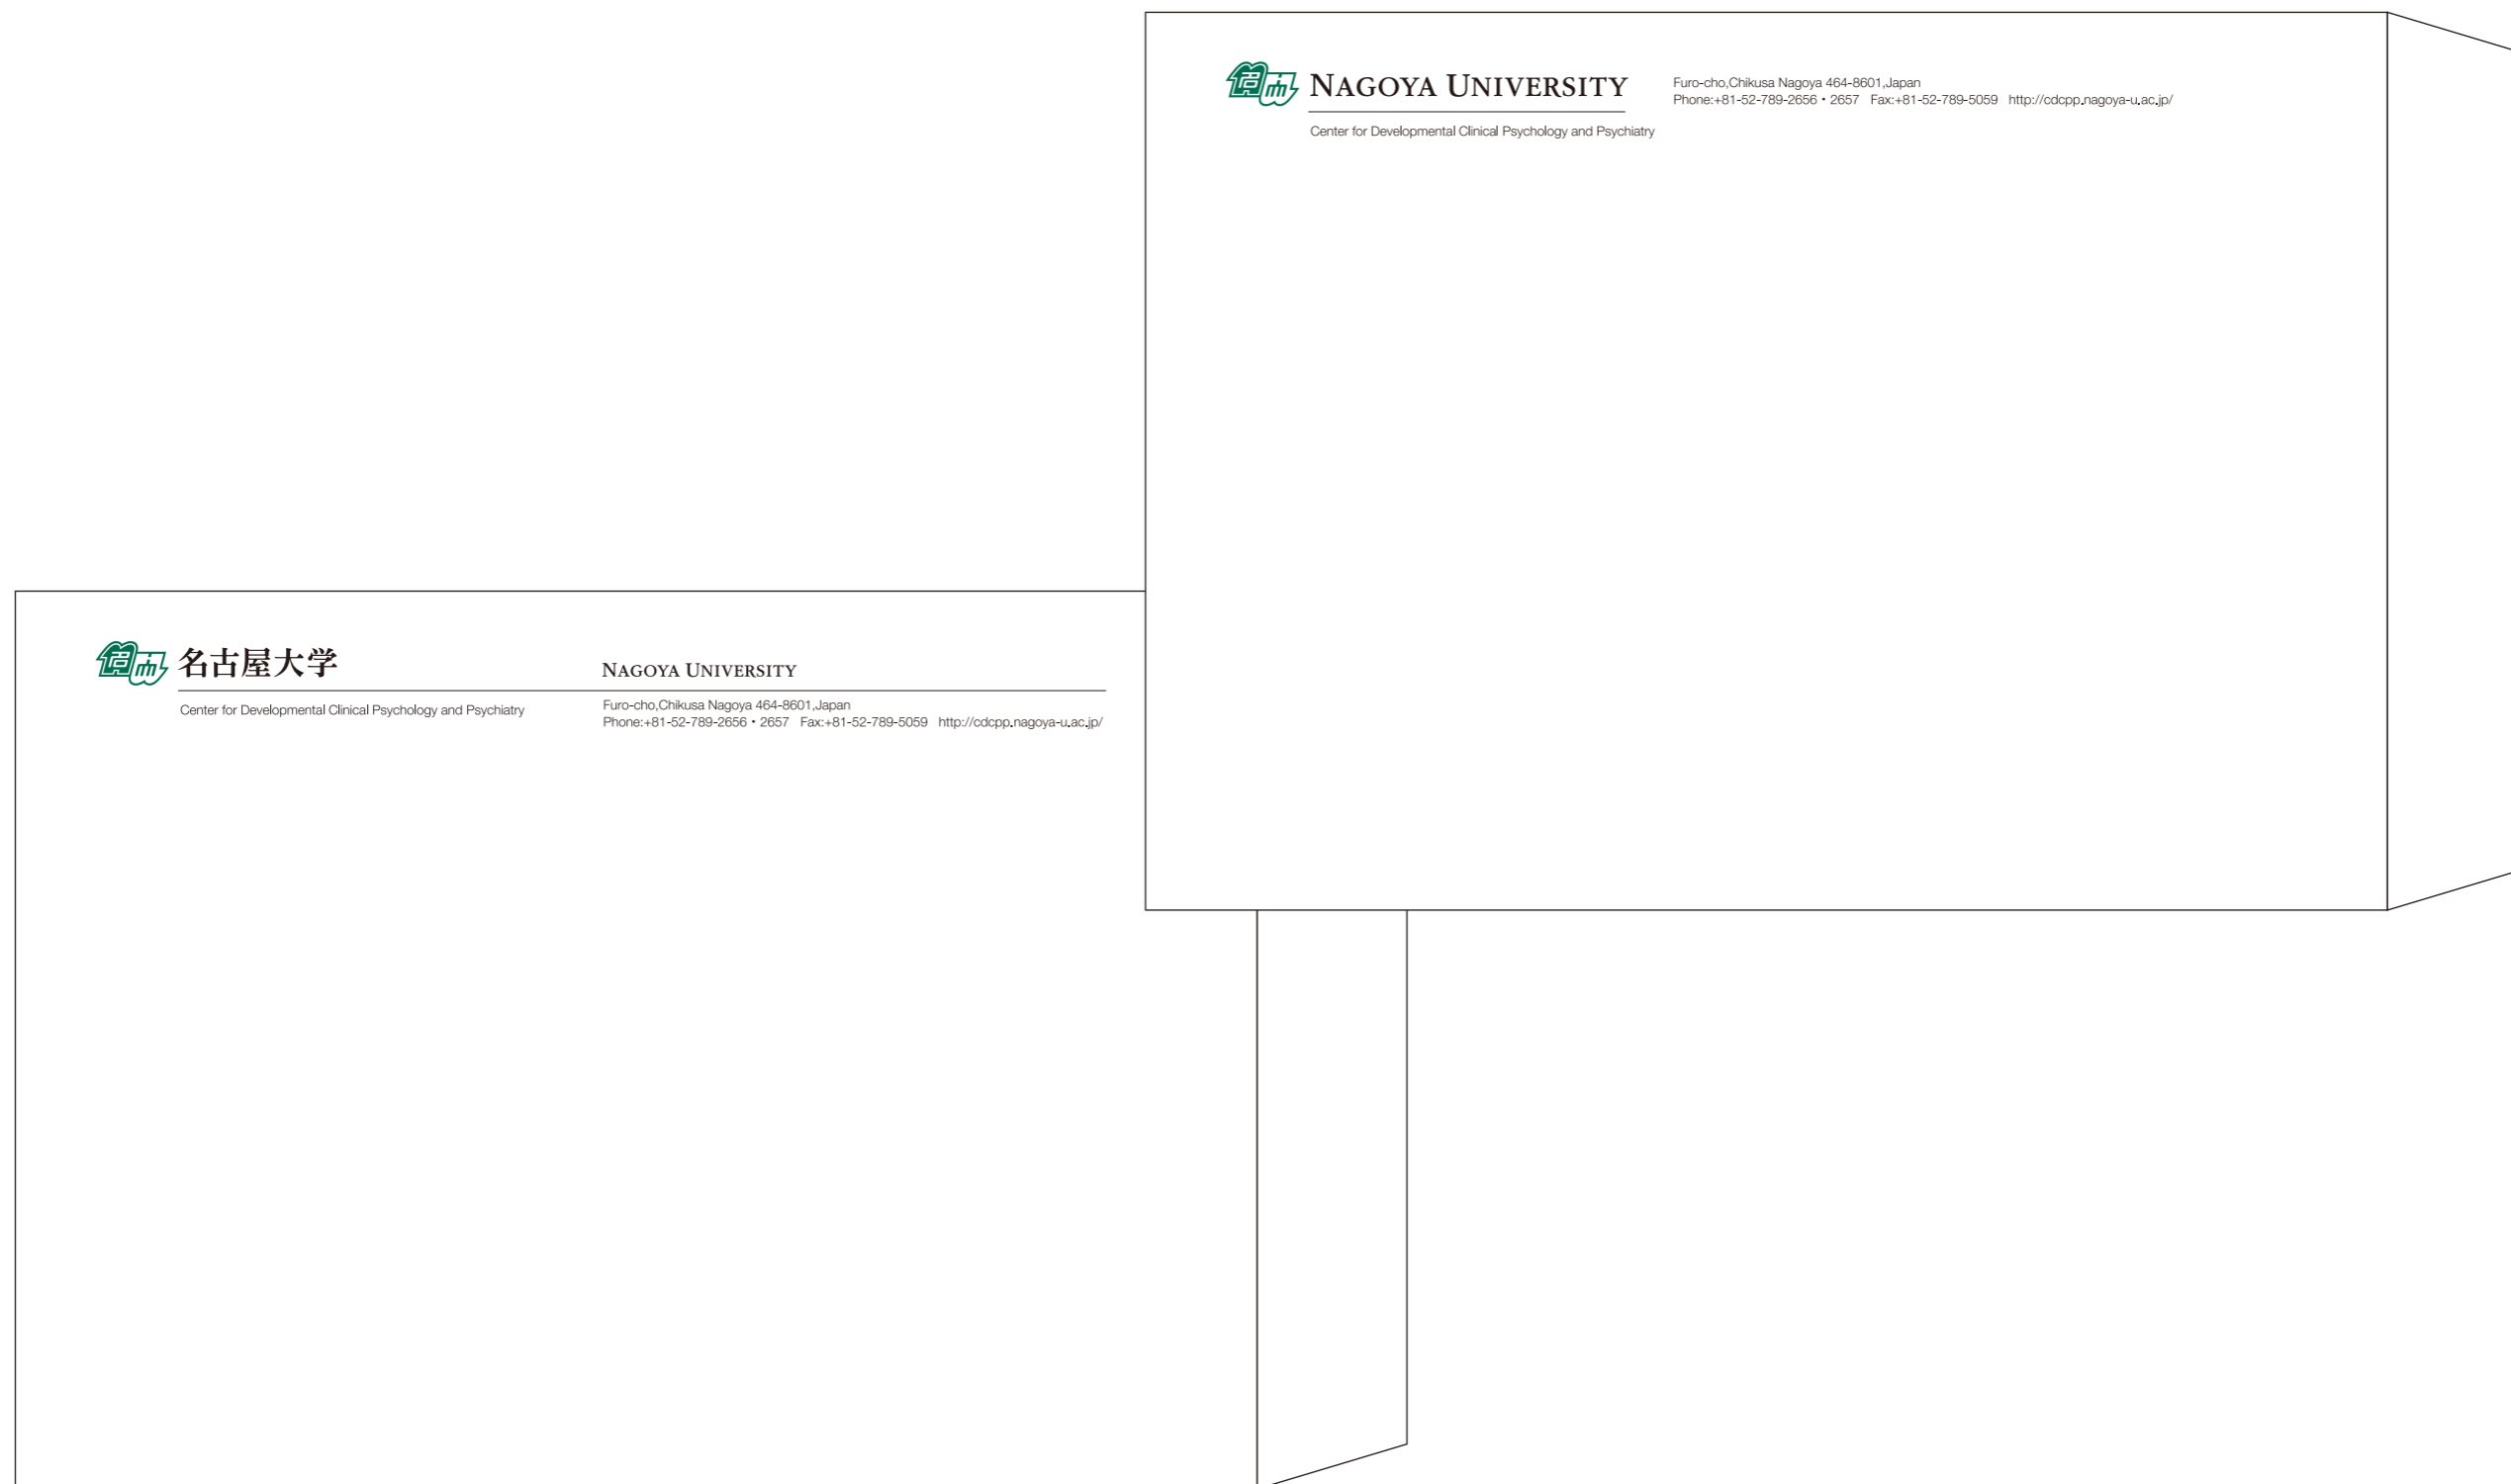 NAGOYA UNIVERSITY
Center for Developmental Clinical Psychology and Psychiatry
Furo-cho,Chikusa Nagoya 464-8601,Japan
Phone:+81-52-789-2656・2657 Fax:+81-52-789-5059 http://cdcpp.nagoya-u.ac.jp/
名古屋大学
Center for Developmental Clinical Psychology and Psychiatry
NAGOYA UNIVERSITY
Furo-cho,Chikusa Nagoya 464-8601,Japan
Phone:+81-52-789-2656・2657 Fax:+81-52-789-5059 http://cdcpp.nagoya-u.ac.jp/